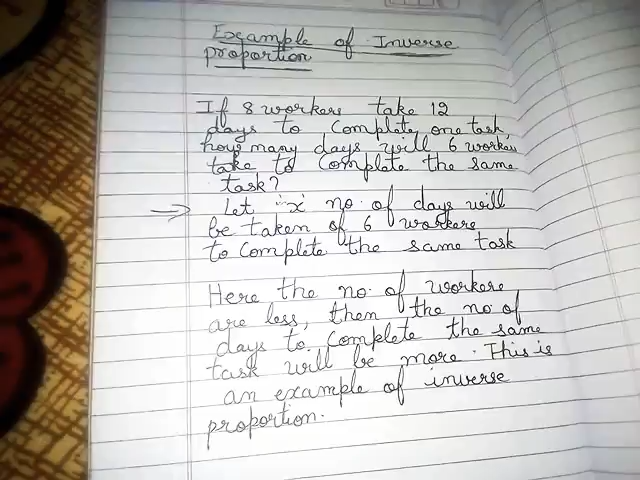 Example of Inverse
proportion
If 8 workers take 12
days to complete one task,
how many days will 6 workers
take to complete the same
task?
Let "x" no. of days will
be taken of 6 workers
to complete the same task
Here the no. of workers
are less, then the no of
days to complete the same
task will be more. This is
an example of inverse
proportion.